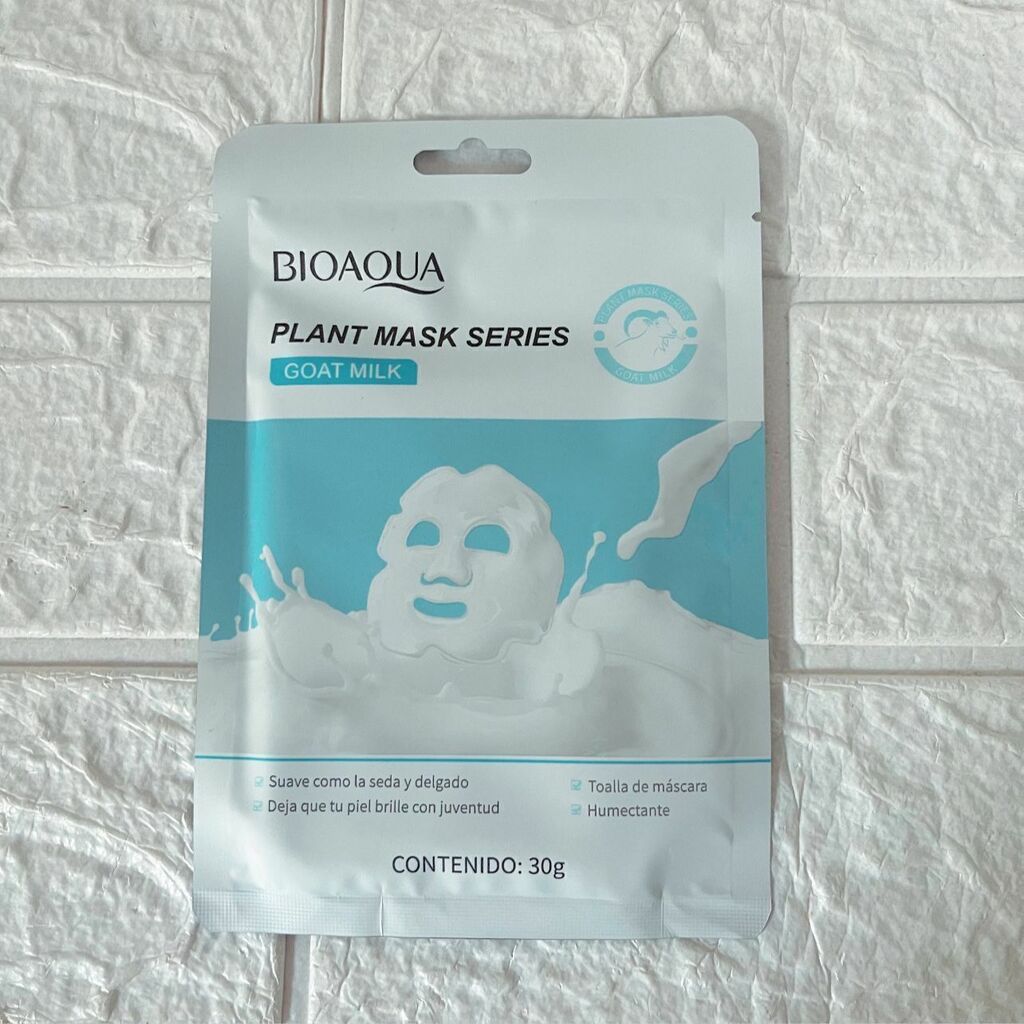 BIOAQUA
PLANT MASK SERIES
GOAT MILK
PLANT MASK SERIES
GOAT MILK
Suave como la seda y delgado
Deja que tu piel brille con juventud
Toalla de máscara
Humectante
CONTENIDO: 30g